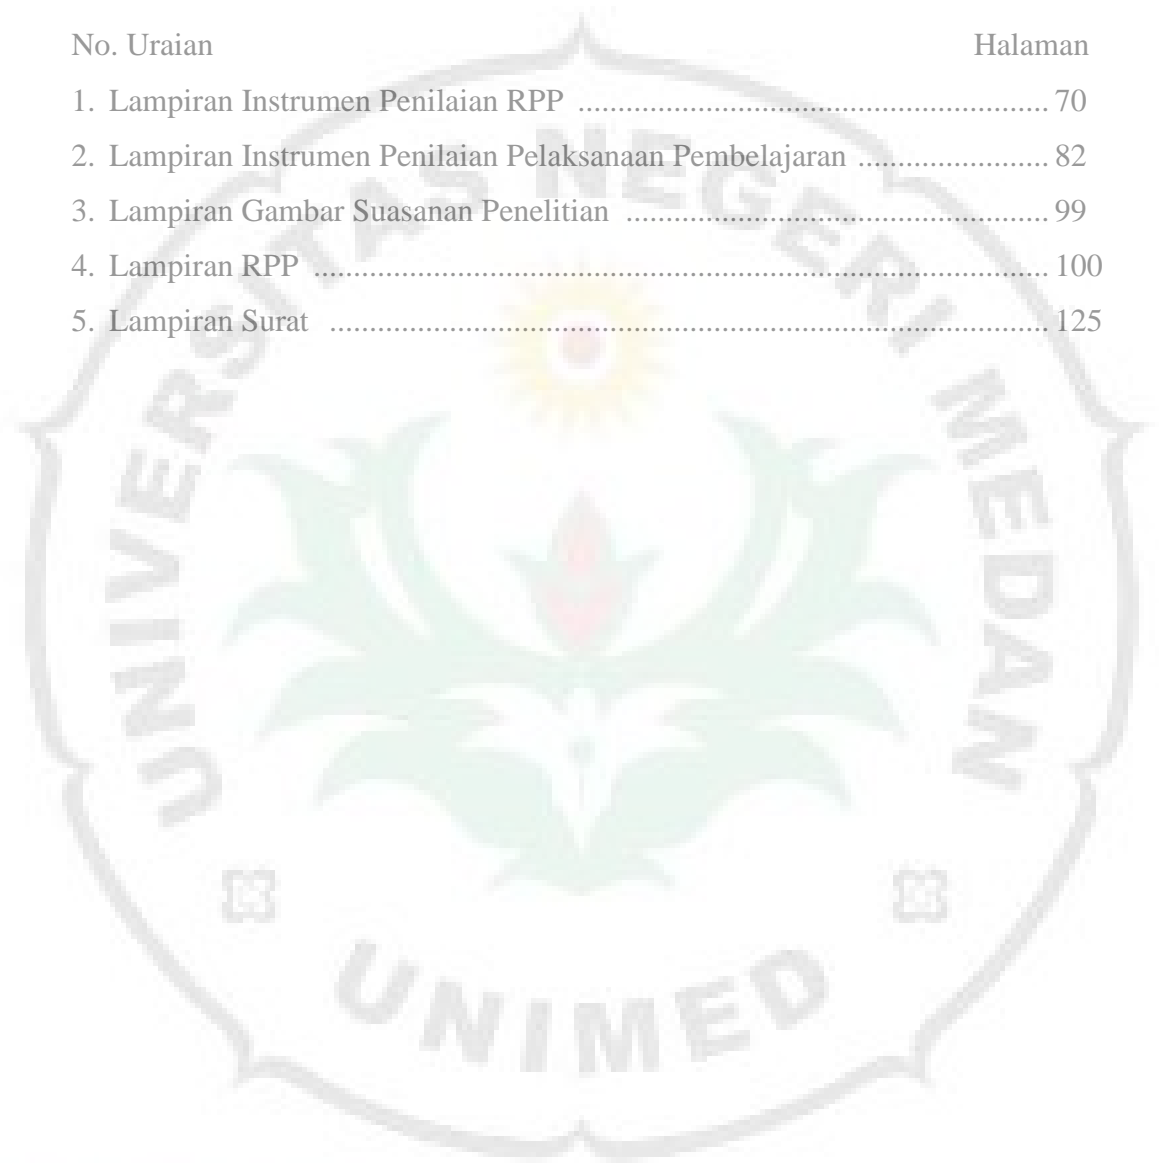 No. Uraian Halaman
1. Lampiran Instrumen Penilaian RPP ........................................................... 70
2. Lampiran Instrumen Penilaian Pelaksanaan Pembelajaran ........................ 82
3. Lampiran Gambar Suasanan Penelitian ..................................................... 99
4. Lampiran RPP ............................................................................................ 100
5. Lampiran Surat .......................................................................................... 125
UNIVERSITAS NEGERI MEDAN
UNIMED